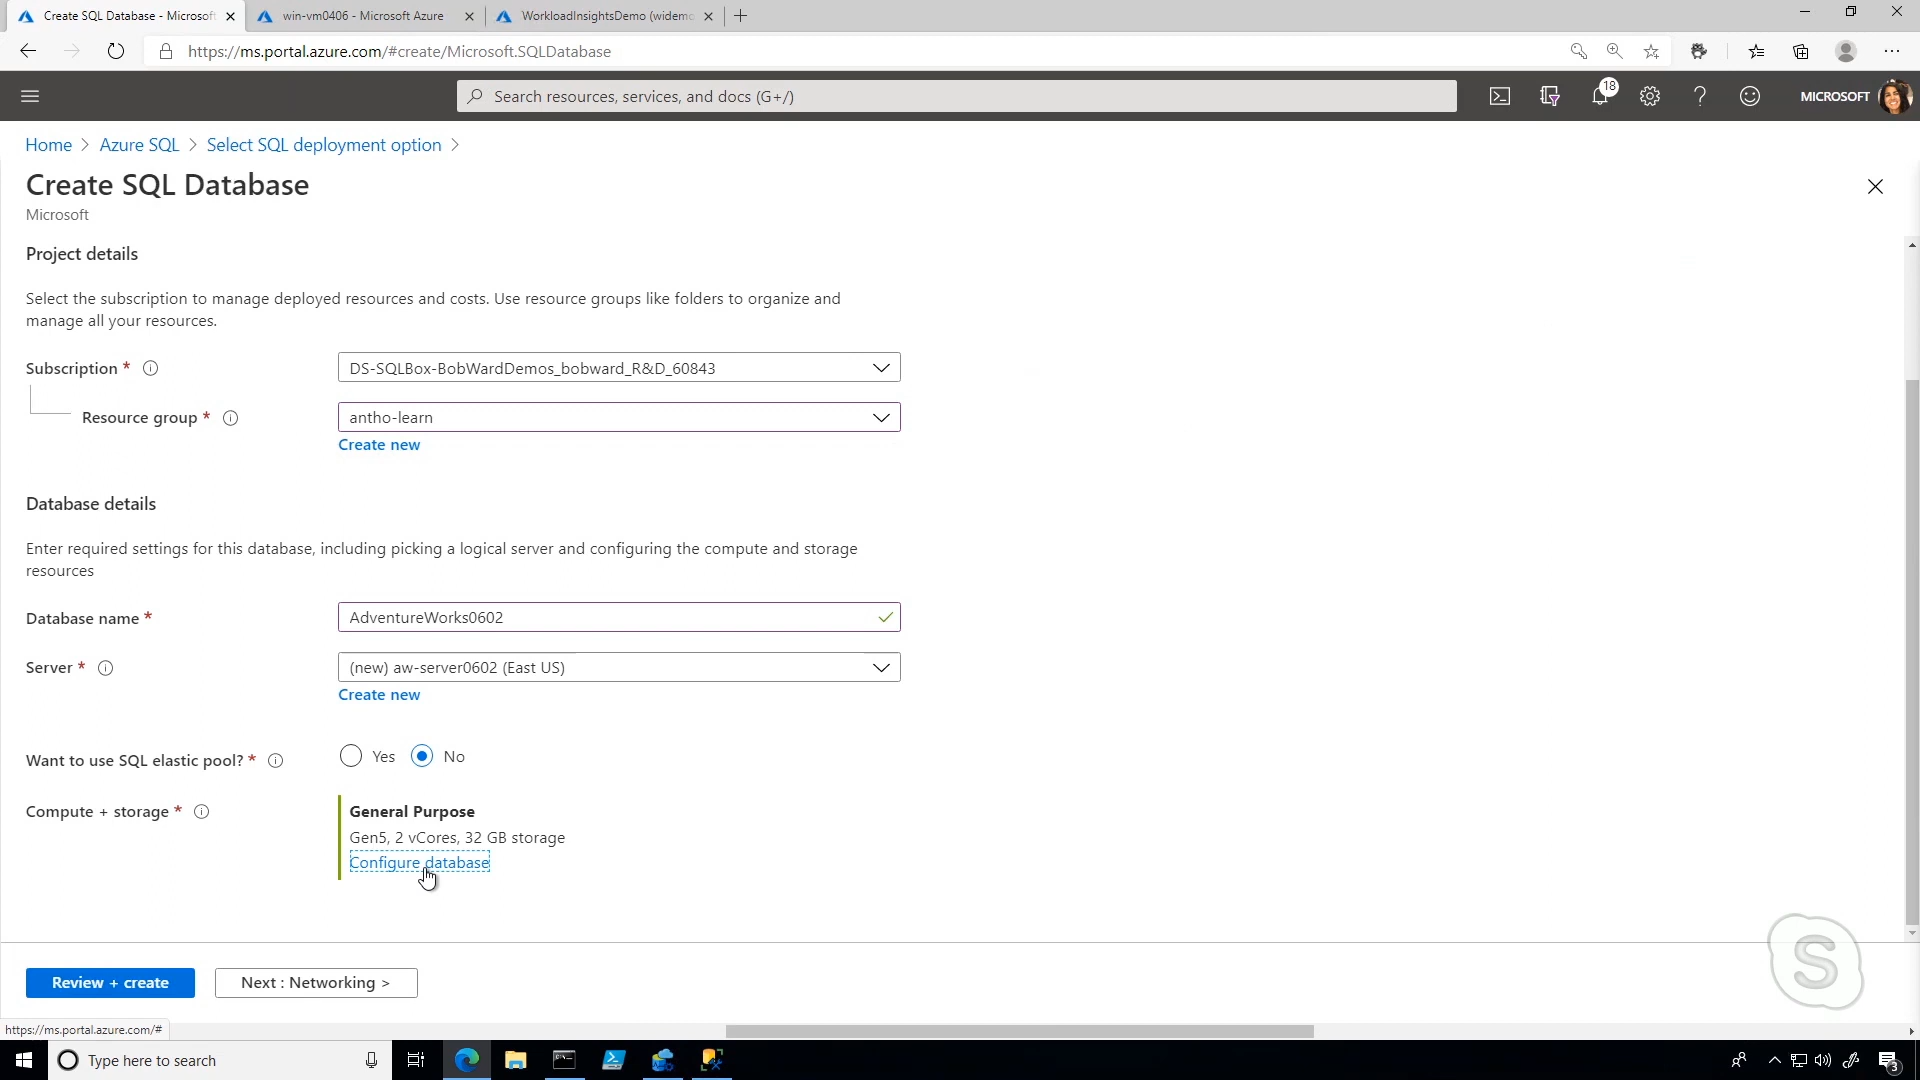 Create SQL Database - Microsoft
win-vm0406 - Microsoft Azure
WorkloadInsightsDemo (widemo
https://ms.portal.azure.com/#create/Microsoft.SQLDatabase
Search resources, services, and docs (G+/)
18
MICROSOFT
Home > Azure SQL > Select SQL deployment option >
Create SQL Database
Microsoft
Project details
Select the subscription to manage deployed resources and costs. Use resource groups like folders to organize and
manage all your resources.
Subscription *
DS-SQLBox-BobWardDemos_bobward_R&D_60843
Resource group *
antho-learn
Create new
Database details
Enter required settings for this database, including picking a logical server and configuring the compute and storage
resources
Database name *
AdventureWorks0602
Server *
(new) aw-server0602 (East US)
Create new
Want to use SQL elastic pool? *
Yes
No
Compute + storage *
General Purpose
Gen5, 2 vCores, 32 GB storage
Configure database
Review + create
Next : Networking >
https://ms.portal.azure.com/#
Type here to search
3